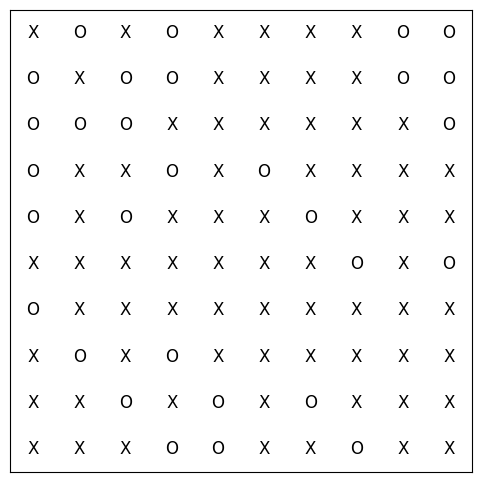 X O X O X X X X O O
O X O O X X X X O O
O O O X X X X X X O
O X X O X O X X X X
O X O X X X O X X X
X X X X X X X O X O
O X X X X X X X X X
X O X O X X X X X X
X X O X O X O X X X
X X X O O X X O X X